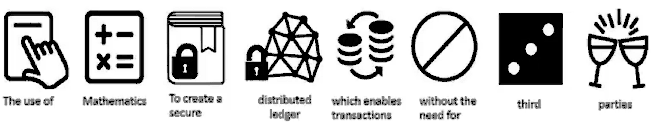 The use of
Mathematics
To create a
secure
distributed
ledger
which enables
transactions
without the
need for
third
parties